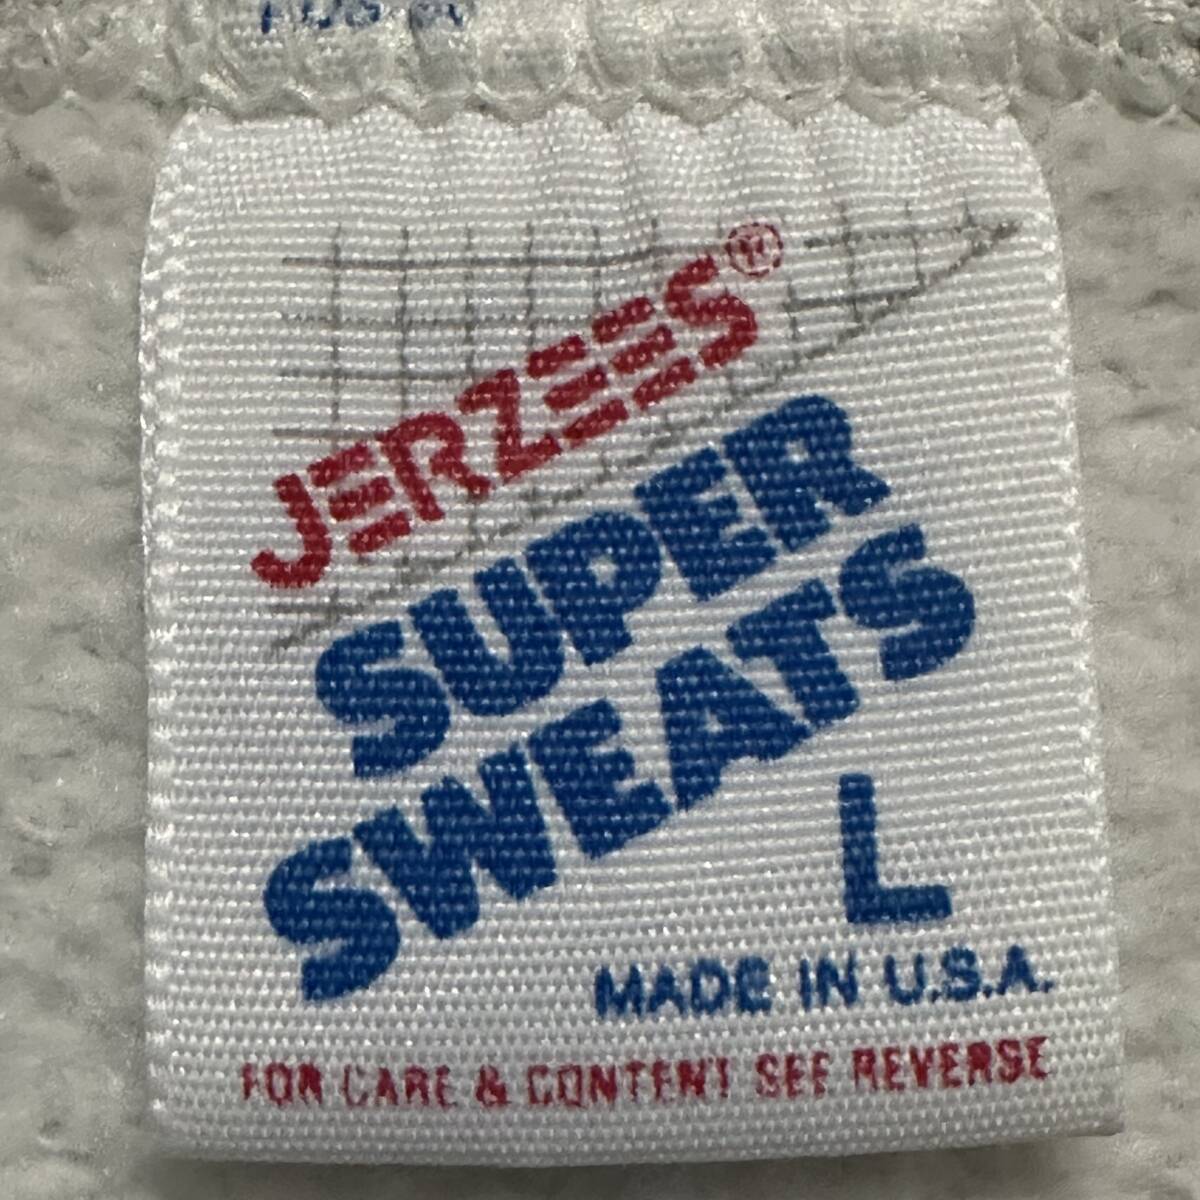 JERZEES®
SUPER
SWEATS
L
MADE IN U.S.A.
FOR CARE & CONTENT SEE REVERSE